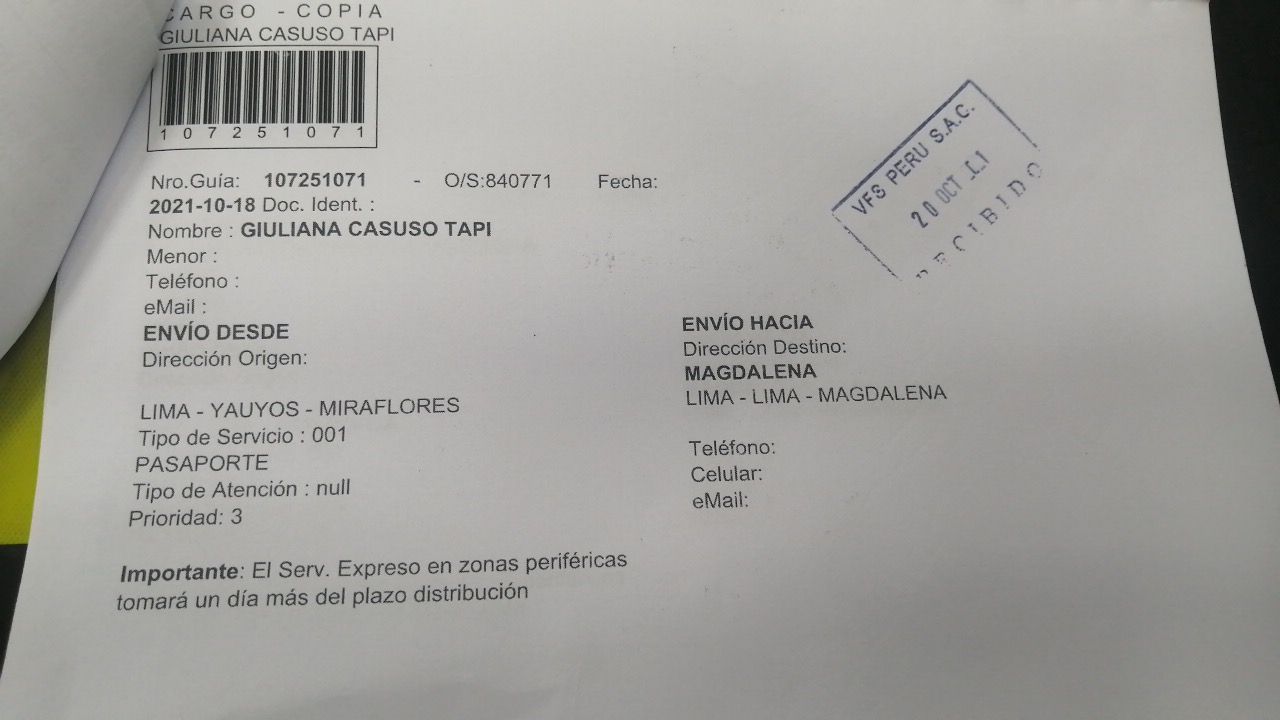 CARGO - COPIA
GIULIANA CASUSO TAPI
107251071
Nro.Guía: 107251071 - O/S:840771 Fecha:
2021-10-18 Doc. Ident. :
Nombre : GIULIANA CASUSO TAPI
Menor :
Teléfono :
eMail :
ENVÍO DESDE
Dirección Origen:
LIMA - YAUYOS - MIRAFLORES
Tipo de Servicio : 001
PASAPORTE
Tipo de Atención : null
Prioridad: 3
ENVÍO HACIA
Dirección Destino:
MAGDALENA
LIMA - LIMA - MAGDALENA
Teléfono:
Celular:
eMail:
Importante: El Serv. Expreso en zonas periféricas
tomará un día más del plazo distribución
VFS PERU S.A.C.
20 OCT
RECIBIDO